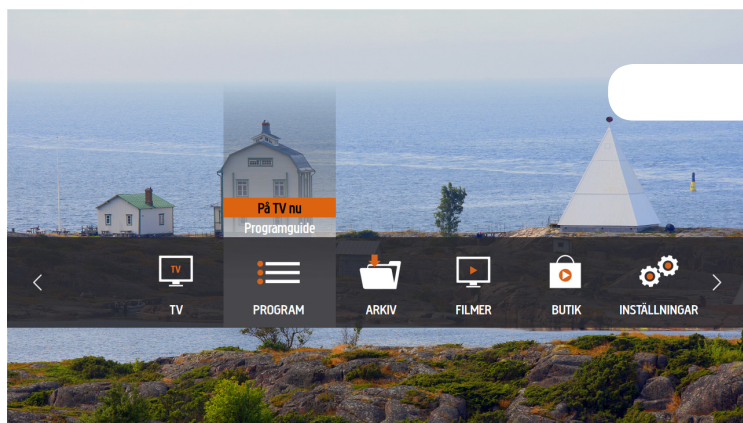 På TV nu
Programguide
TV
TV
PROGRAM
ARKIV
FILMER
BUTIK
INSTÄLLNINGAR